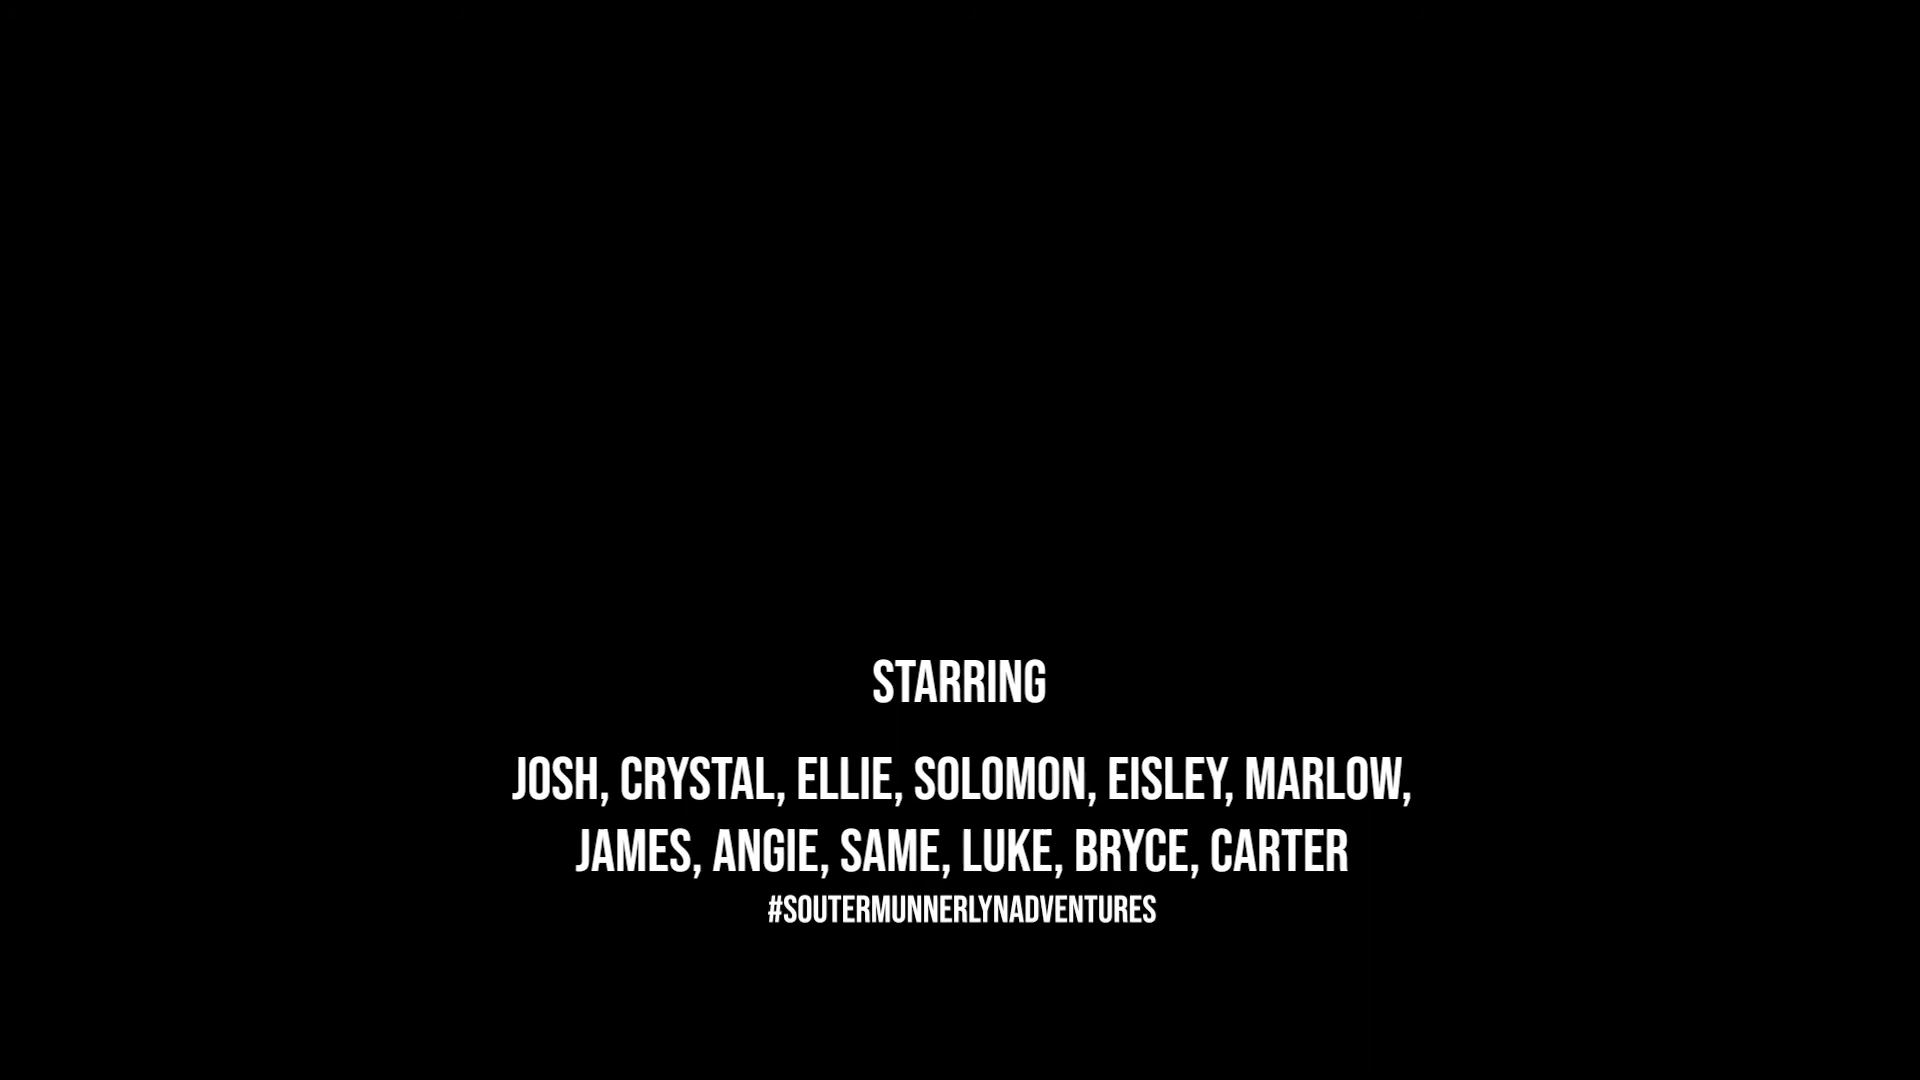 STARRING
JOSH, CRYSTAL, ELLIE, SOLOMON, EISLEY, MARLOW,
JAMES, ANGIE, SAME, LUKE, BRYCE, CARTER
#SOUTERMUNNERLYNADVENTURES